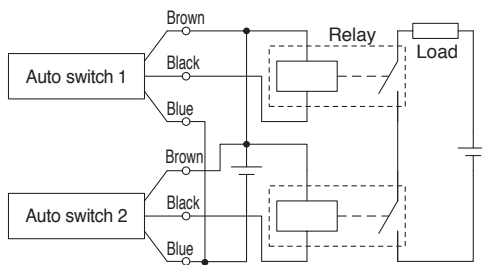 Brown
Relay
Load
Auto switch 1
Black
Blue
Brown
Auto switch 2
Black
Blue